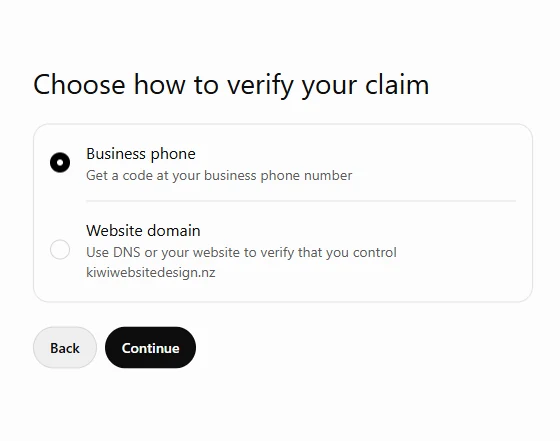 Choose how to verify your claim
Business phone
Get a code at your business phone number
Website domain
Use DNS or your website to verify that you control
kiwiwebsitedesign.nz
Back
Continue